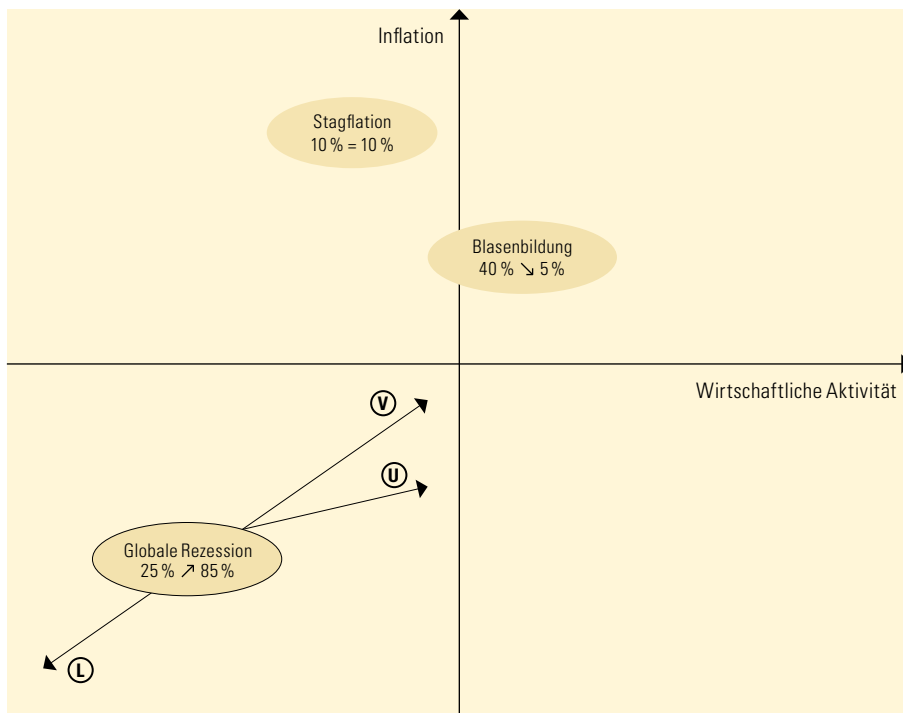 Inflation
Stagflation
10 % = 10 %
Blasenbildung
40 % ↘ 5 %
Wirtschaftliche Aktivität
V
U
Globale Rezession
25 % ↗ 85 %
L